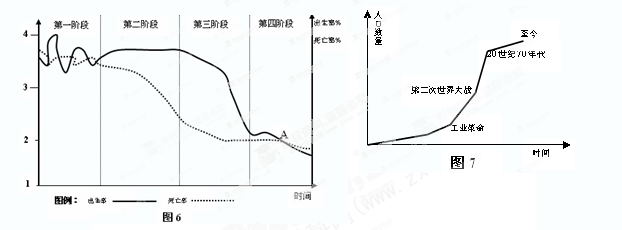 第一阶段 第二阶段 第三阶段 第四阶段
出生率%
死亡率%
4
3
2
1
A
时间
图例: 出生率 死亡率
图6
人口数量
至今
20世纪70年代
第二次世界大战
工业革命
时间
图 7